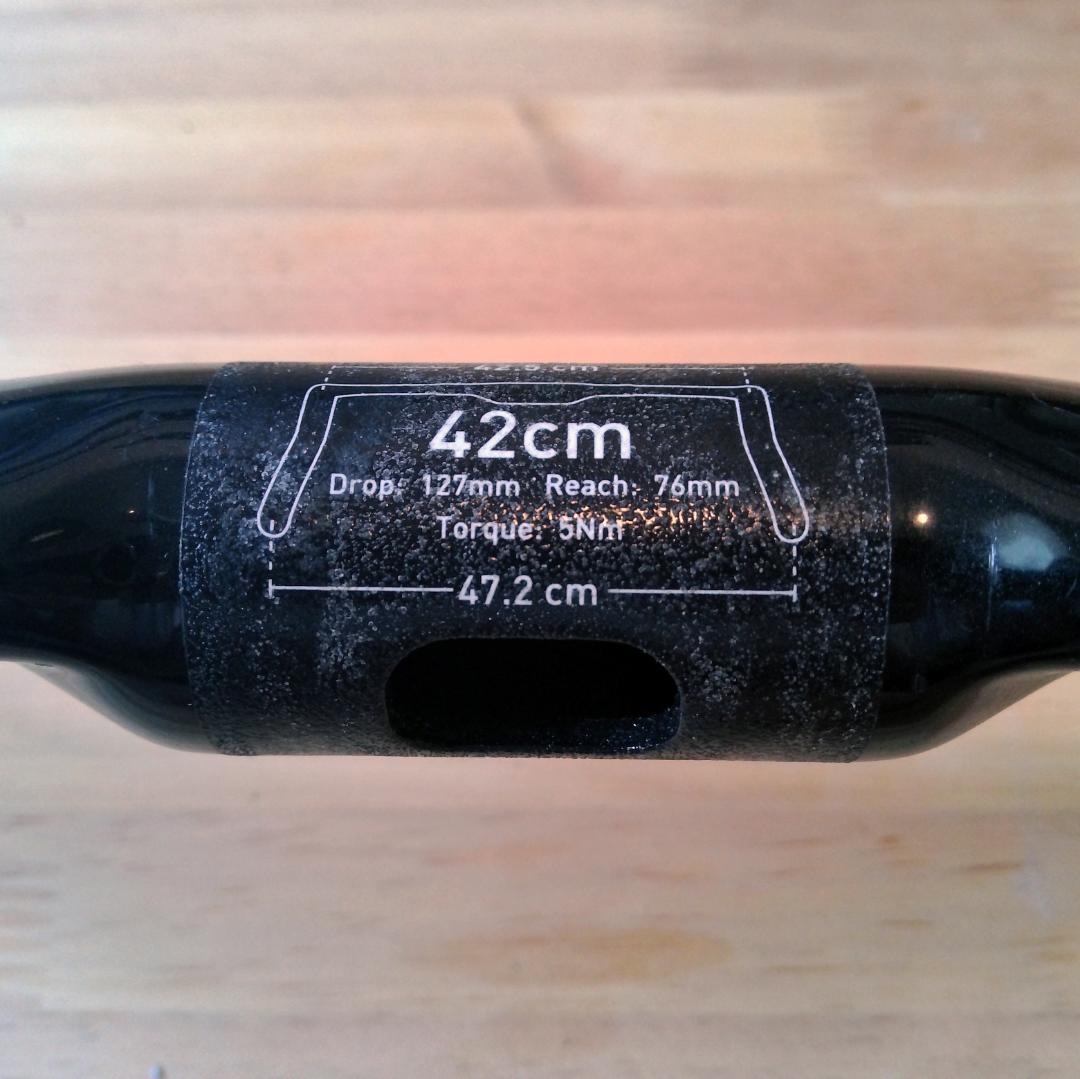 42cm
Drop: 127mm Reach: 76mm
Torque: 5Nm
47.2 cm